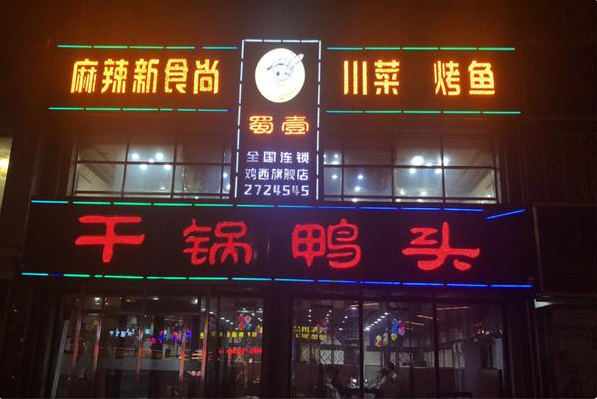 麻辣新食尚
川菜 烤鱼
蜀壹
全国连锁
鸡西旗舰店
2724545
干锅鸭头